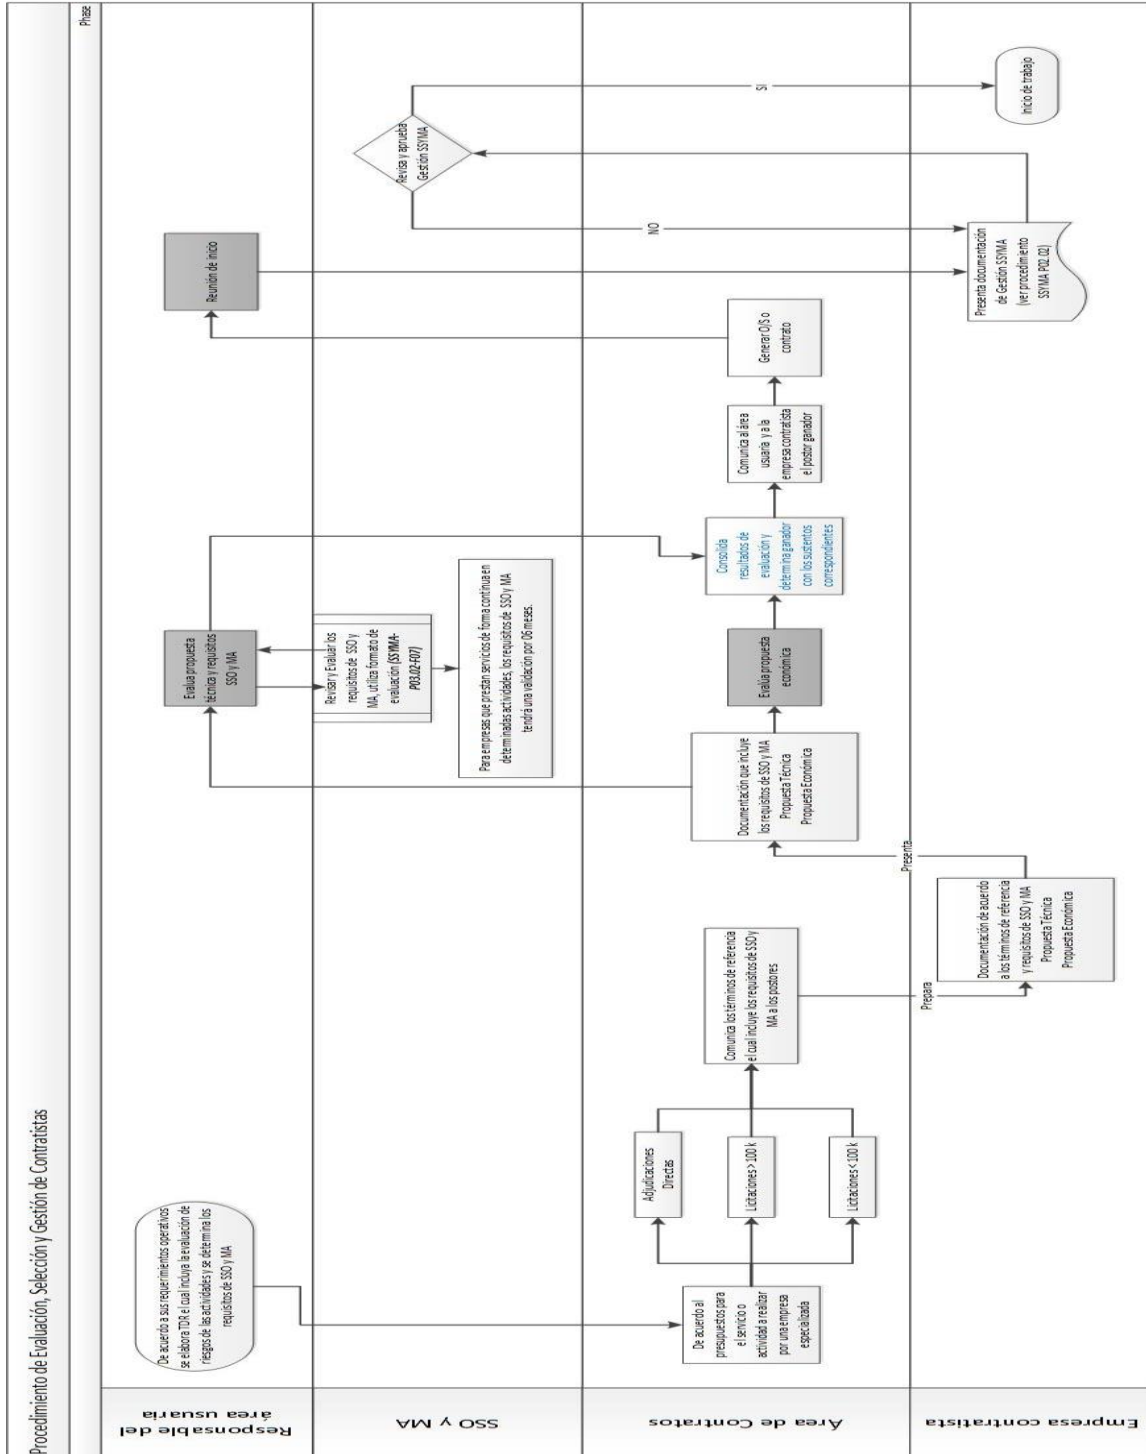 Procedimiento de Evaluación, Selección y Gestión de Contratistas
Phase
Responsable del
área usuaria
De acuerdo a sus requerimientos operativos
se elabora TDR el cual incluya la evaluación de
riesgos de las actividades y se determina los
requisitos de SSO y MA
Evalua propuesta
técnica y requisitos
SSO y MA
Reunión de inicio
SSO y MA
Revisar y Evaluar los
requisitos de SSO y
MA, utiliza formato de
evaluación (SSYMA-
P03.02-F07)
Para empresas que prestan servicios de forma continua en
determinadas actividades, los requisitos de SSO y MA
tendrá una validación por 06 meses.
Revisa y aprueba
Gestión SSYMA
NO
SI
Área de Contratos
De acuerdo al
presupuestos para
el servicio o
actividad a realizar
por una empresa
especializada
Adjudicaciones
Directas
Licitaciones > 100 k
Licitaciones < 100 k
Comunica los términos de referencia
el cual incluye los requisitos de SSO y
MA a los postores
Documentación que incluye
los requisitos de SSO y MA
Propuesta Técnica
Propuesta Económica
Evalúa propuesta
económica
Consolida
resultados de
evaluación y
determina ganador
con los sustentos
correspondientes
Comunica al área
usuaria y a la
empresa contratista
el postor ganador
Generar O/S o
contrato
Empresa contratista
Prepara
Documentación de acuerdo
a los términos de referencia
y requisitos de SSO y MA
Propuesta Técnica
Propuesta Económica
Presenta
Presenta documentación
de Gestión SSYMA
(ver procedimiento
SSYMA P02.02)
Inicio de trabajo